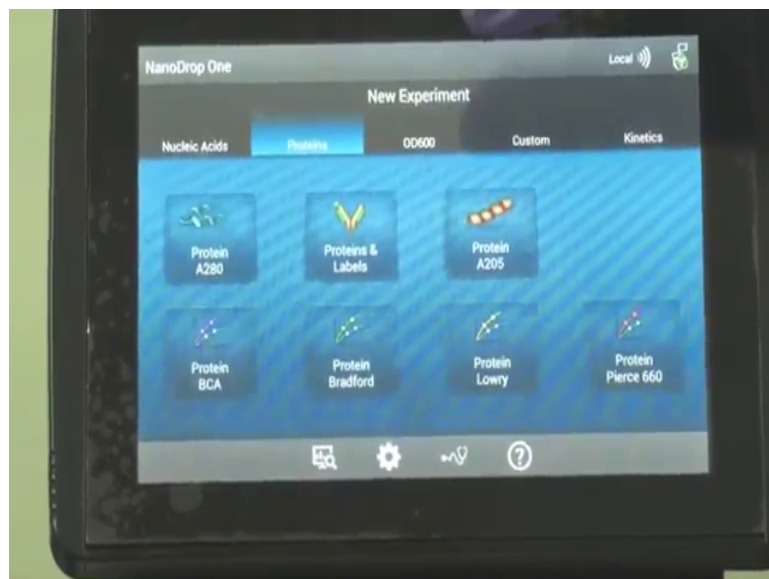 NanoDrop One
Local
New Experiment
Nucleic Acids
Proteins
OD600
Custom
Kinetics
Protein
A280
Proteins &
Labels
Protein
A205
Protein
BCA
Protein
Bradford
Protein
Lowry
Protein
Pierce 660
?